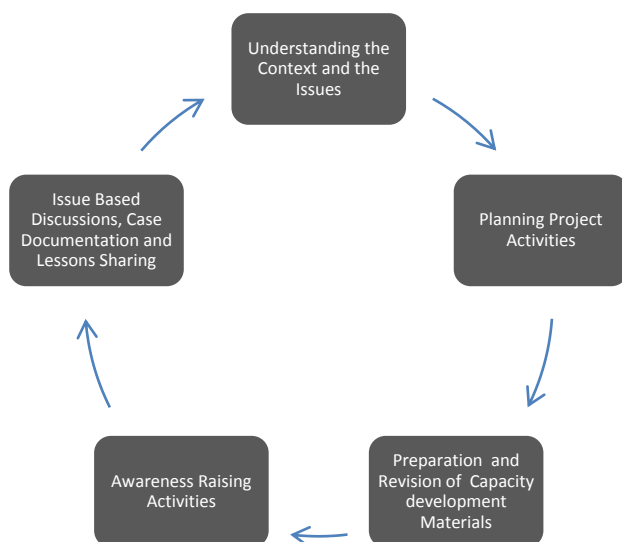 Understanding the
Context and the
Issues
Planning Project
Activities
Preparation  and
Revision of  Capacity
development
Materials
Awareness Raising
Activities
Issue Based
Discussions, Case
Documentation and
Lessons Sharing